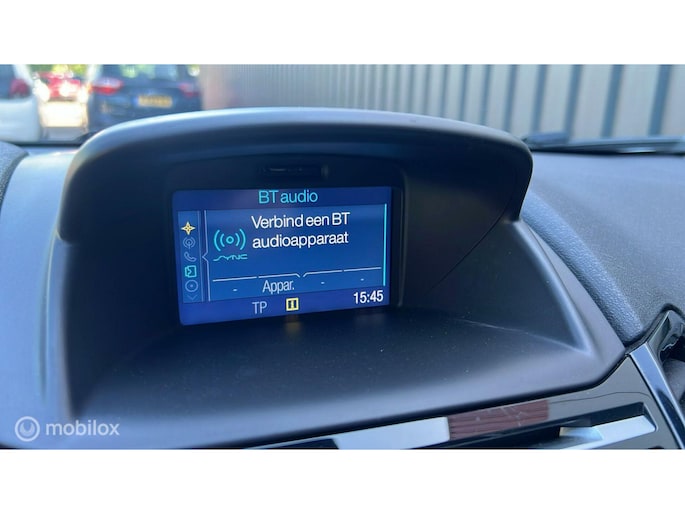 BT audio
Verbind een BT
audioapparaat
SYNC
- Appar. - -
TP 15:45
mobilox